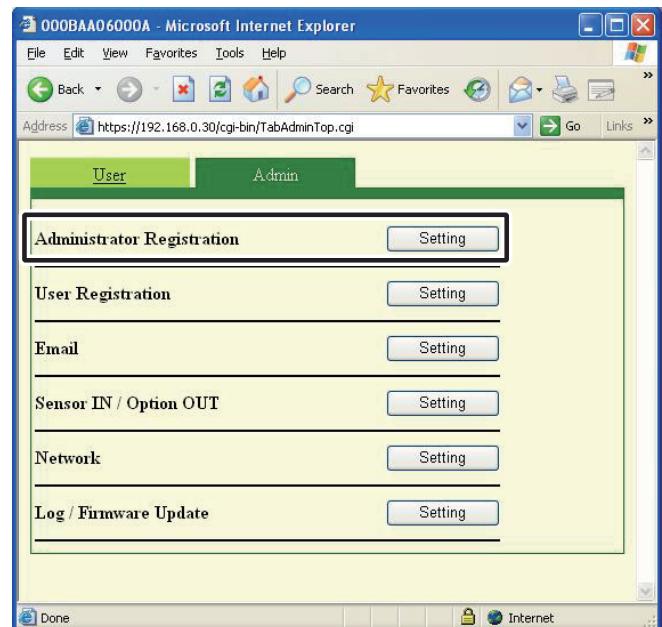 000BAA06000A - Microsoft Internet Explorer
File Edit View Favorites Tools Help
Back Search Favorites »
Address https://192.168.0.30/cgi-bin/TabAdminTop.cgi Go Links »
User Admin
Administrator Registration Setting
User Registration Setting
Email Setting
Sensor IN / Option OUT Setting
Network Setting
Log / Firmware Update Setting
Done Internet